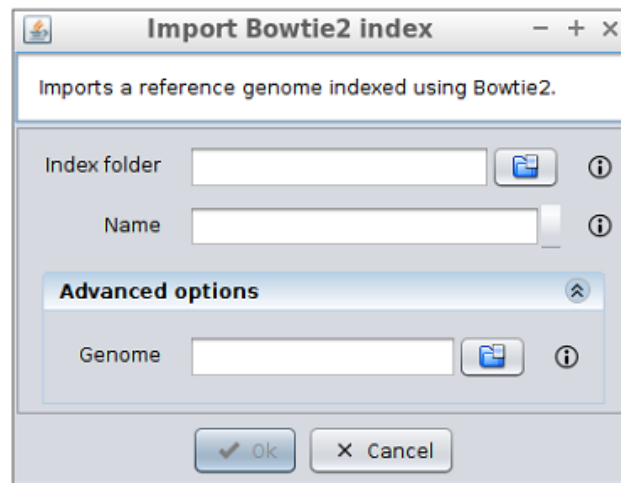 Import Bowtie2 index
Imports a reference genome indexed using Bowtie2.
Index folder
Name
Advanced options
Genome
Ok
Cancel